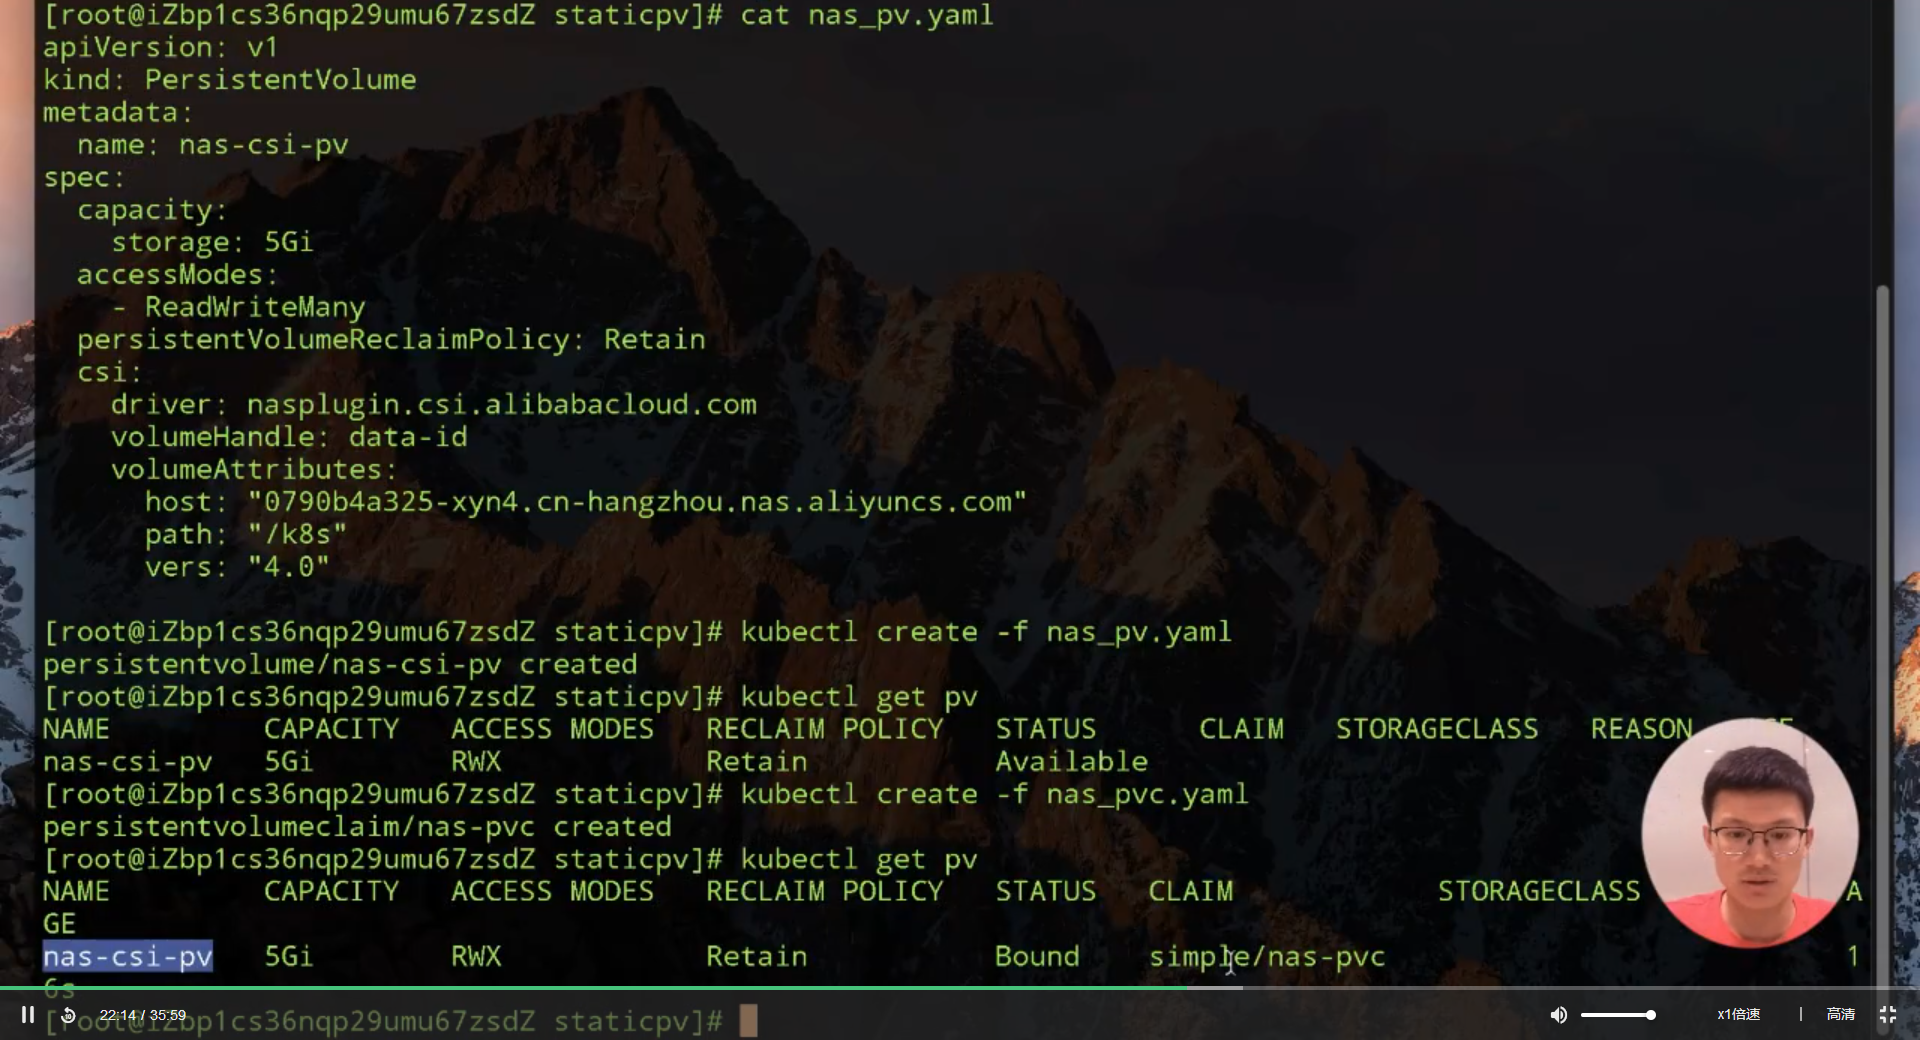 [root@iZbp1cs36nqp29umu67zsdZ staticpv]# cat nas_pv.yaml
apiVersion: v1
kind: PersistentVolume
metadata:
  name: nas-csi-pv
spec:
  capacity:
    storage: 5Gi
  accessModes:
    - ReadWriteMany
  persistentVolumeReclaimPolicy: Retain
  csi:
    driver: nasplugin.csi.alibabacloud.com
    volumeHandle: data-id
    volumeAttributes:
      host: "0790b4a325-xyn4.cn-hangzhou.nas.aliyuncs.com"
      path: "/k8s"
      vers: "4.0"
[root@iZbp1cs36nqp29umu67zsdZ staticpv]# kubectl create -f nas_pv.yaml
persistentvolume/nas-csi-pv created
[root@iZbp1cs36nqp29umu67zsdZ staticpv]# kubectl get pv
NAME CAPACITY ACCESS MODES RECLAIM POLICY STATUS CLAIM STORAGECLASS REASON
nas-csi-pv 5Gi RWX Retain Available
[root@iZbp1cs36nqp29umu67zsdZ staticpv]# kubectl create -f nas_pvc.yaml
persistentvolumeclaim/nas-pvc created
[root@iZbp1cs36nqp29umu67zsdZ staticpv]# kubectl get pv
NAME CAPACITY ACCESS MODES RECLAIM POLICY STATUS CLAIM STORAGECLASS A
GE
nas-csi-pv 5Gi RWX Retain Bound simple/nas-pvc 1
6s
[root@iZbp1cs36nqp29umu67zsdZ staticpv]#
22:14 / 35:59 x1倍速 | 高清